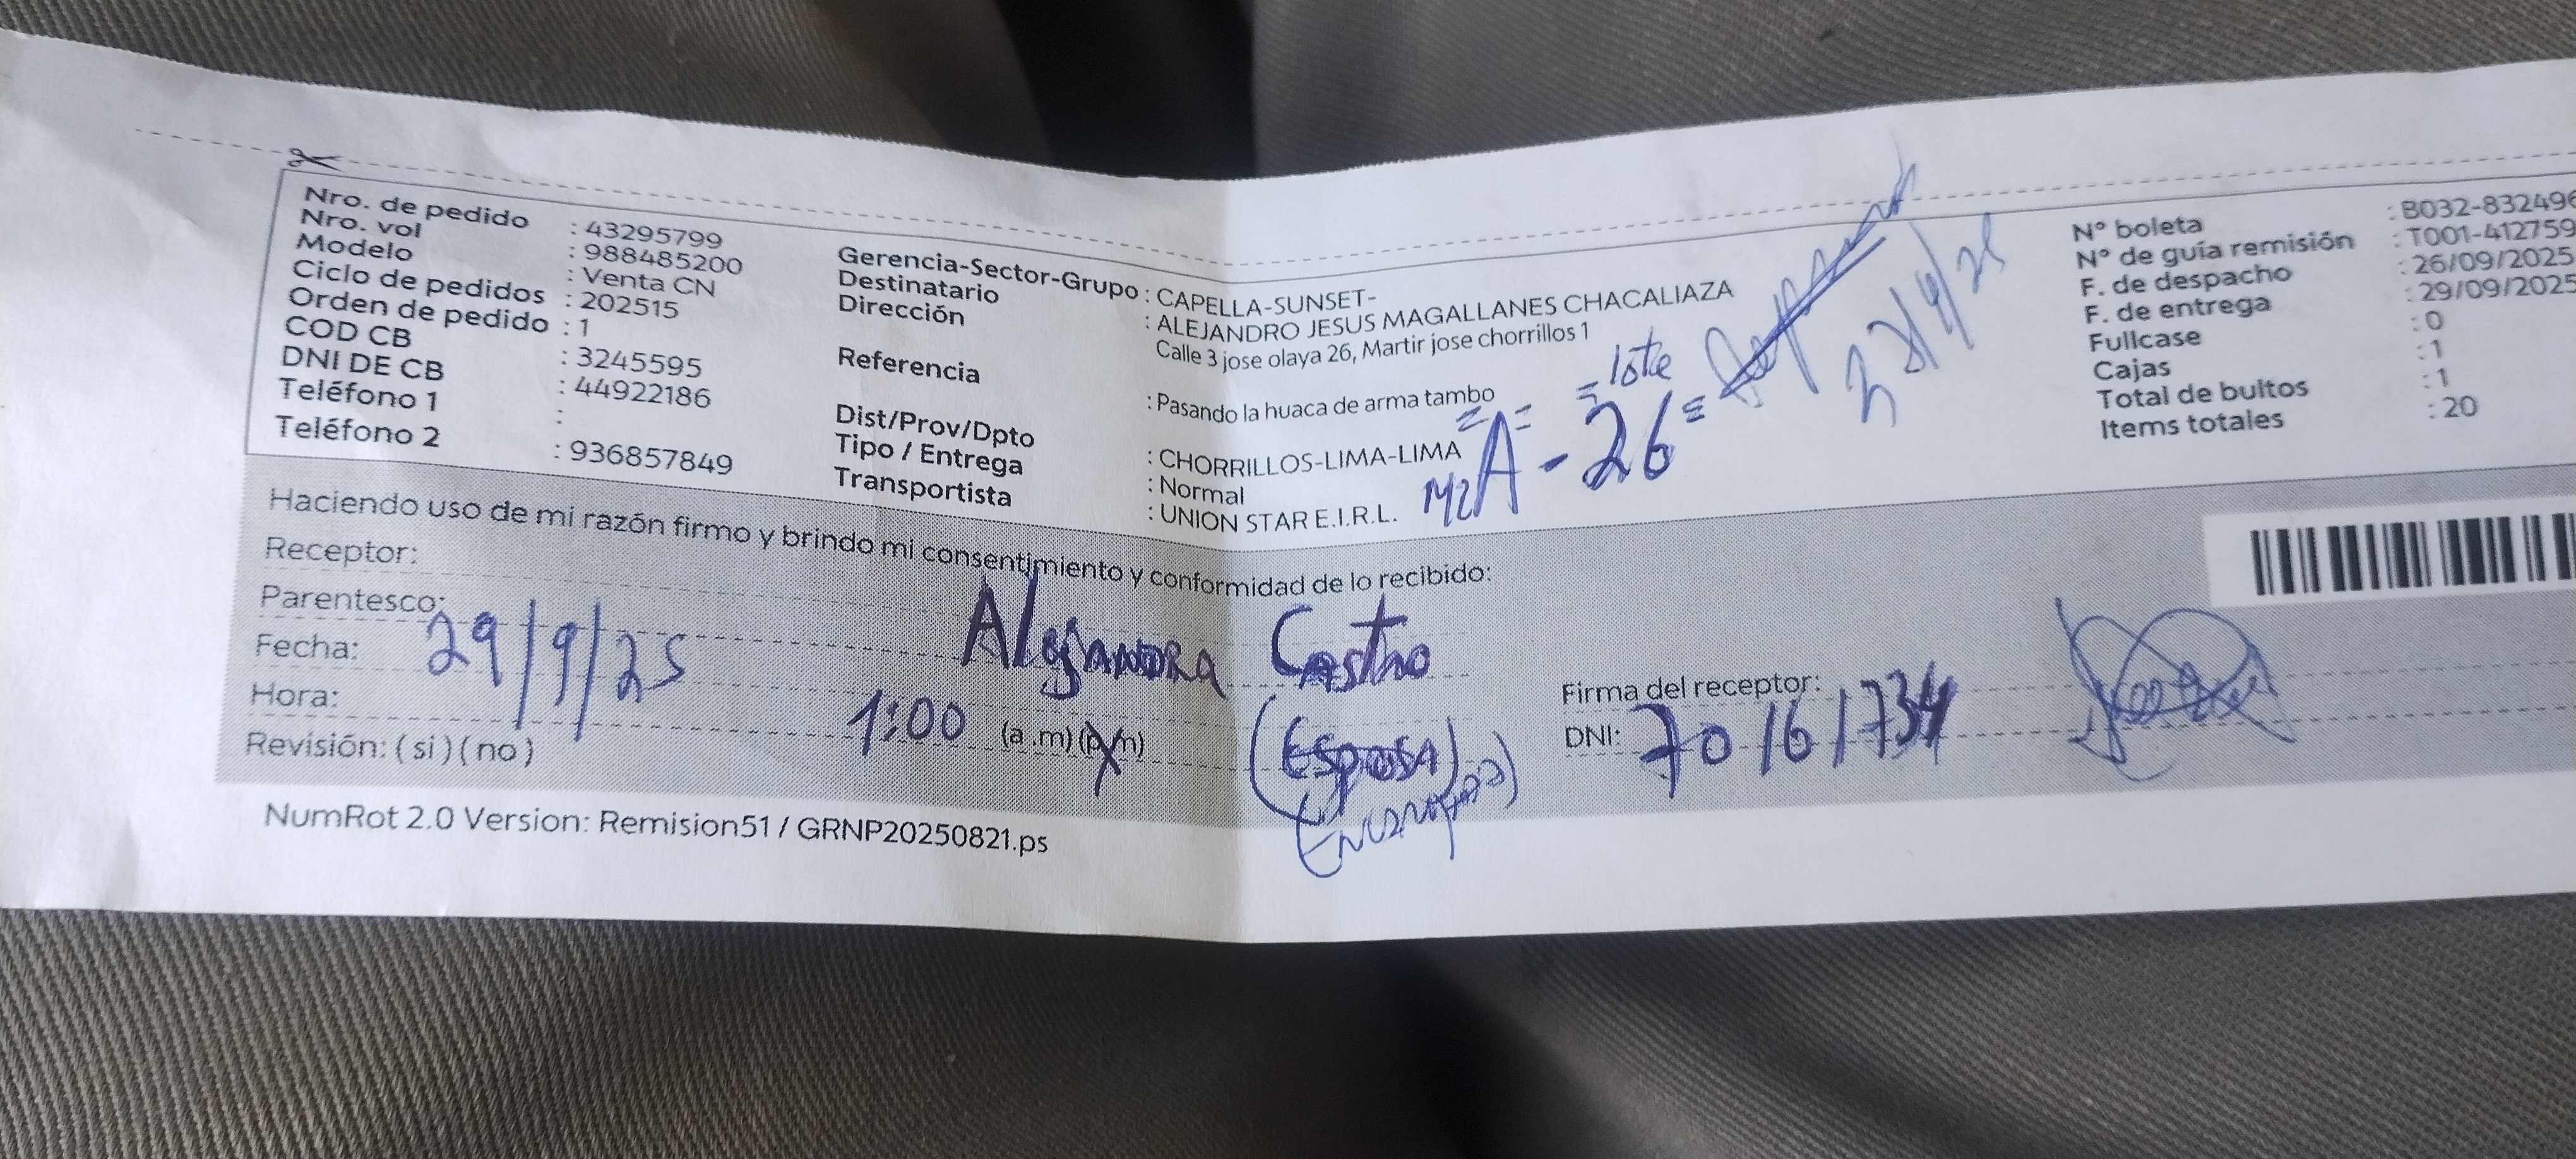 Nro. de pedido : 43295799
Nro. vol : 988485200
Modelo : Venta CN
Ciclo de pedidos : 202515
Orden de pedido : 1
COD CB : 3245595
DNI DE CB : 44922186
Teléfono 1 :
Teléfono 2 : 936857849
Gerencia-Sector-Grupo : CAPELLA-SUNSET-
Destinatario : ALEJANDRO JESUS MAGALLANES CHACALIAZA
Dirección Calle 3 jose olaya 26, Martir jose chorrillos 1
Referencia : Pasando la huaca de arma tambo
Dist/Prov/Dpto : CHORRILLOS-LIMA-LIMA
Tipo / Entrega : Normal
Transportista : UNION STAR E.I.R.L.
lote
MZ A - 26
N° boleta : B032-832496
N° de guía remisión : T001-412759
F. de despacho : 26/09/2025
F. de entrega : 29/09/2025
Fullcase : 0
Cajas : 1
Total de bultos : 1
Items totales : 20
Haciendo uso de mi razón firmo y brindo mi consentimiento y conformidad de lo recibido:
Receptor: Alejandra Castro
Parentesco: (Esposa)
(Encargada)
Fecha: 29/9/25
Hora: 1:00 (a.m) (p.m)
Revisión: ( si ) ( no )
Firma del receptor:
DNI: 70161734
NumRot 2.0 Version: Remision51 / GRNP20250821.ps